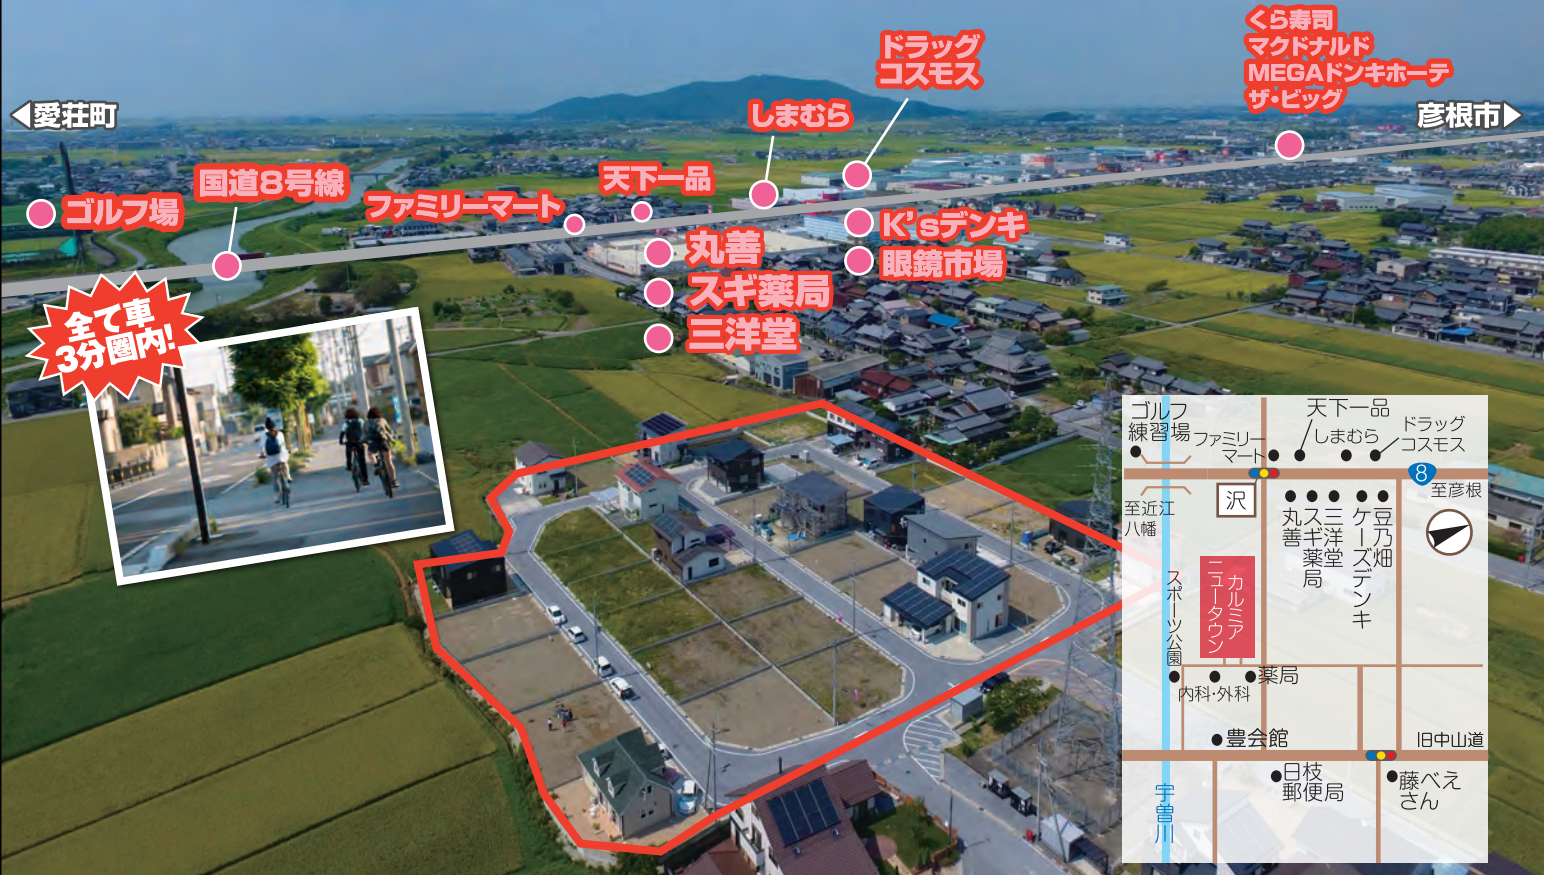 くら寿司
マクドナルド
MEGAドンキホーテ
ザ・ビッグ
ドラッグ
コスモス
しまむら
◀愛荘町
彦根市▶
天下一品
国道8号線
ファミリーマート
ゴルフ場
丸善
K'sデンキ
スギ薬局
眼鏡市場
三洋堂
全て車
3分圏内!
ゴルフ
練習場
ファミリー
マート
天下一品
しまむら
ドラッグ
コスモス
8
至彦根
至近江
八幡
沢
丸善
スギ薬局
三洋堂
ケーズデンキ
豆乃畑
カルミア
ニュータウン
スポーツ公園
内科・外科
薬局
豊会館
旧中山道
日枝
郵便局
藤べえ
さん
宇曽川